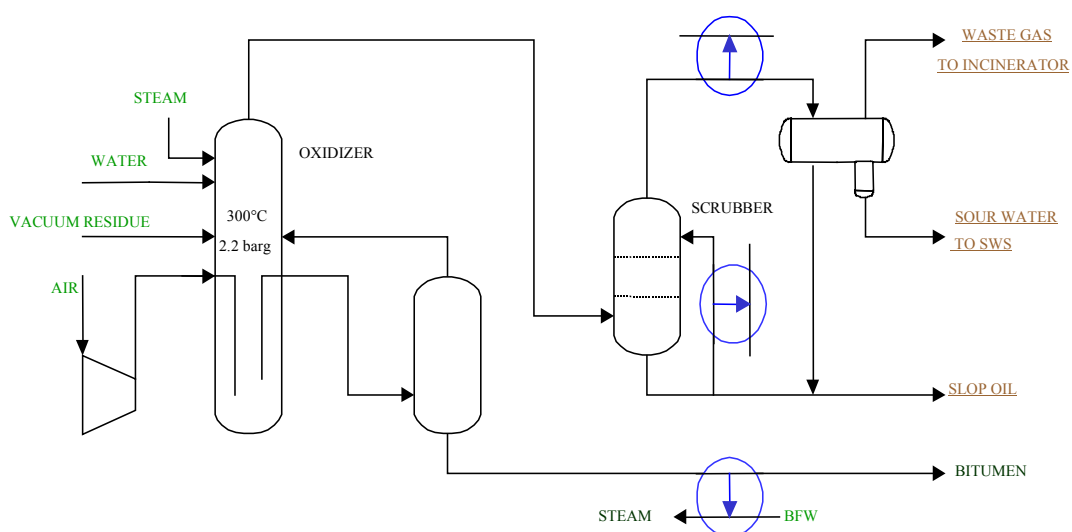 WASTE GAS
TO INCINERATOR
STEAM
OXIDIZER
WATER
VACUUM RESIDUE
300°C
2.2 barg
SCRUBBER
SOUR WATER
TO SWS
AIR
SLOP OIL
BITUMEN
STEAM
BFW